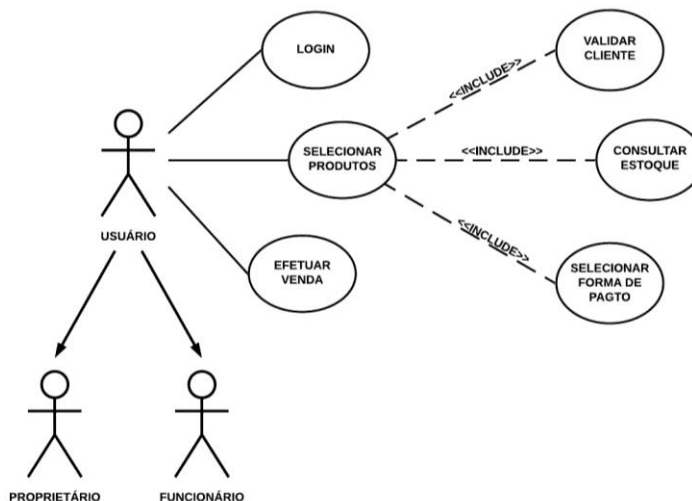 LOGIN
VALIDAR
CLIENTE
<<INCLUDE>>
SELECIONAR
PRODUTOS
<<INCLUDE>>
CONSULTAR
ESTOQUE
USUÁRIO
<<INCLUDE>>
EFETUAR
VENDA
SELECIONAR
FORMA DE
PAGTO
PROPRIETÁRIO
FUNCIONÁRIO